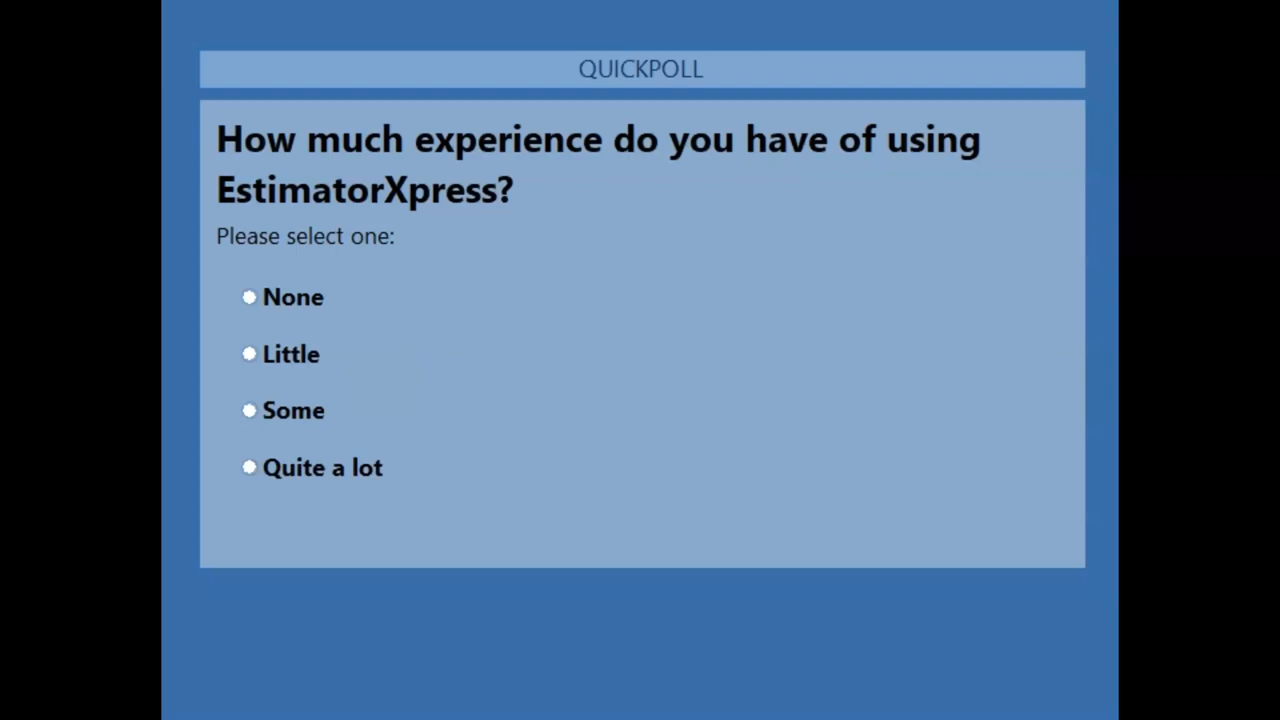 QUICKPOLL
How much experience do you have of using
EstimatorXpress?
Please select one:
None
Little
Some
Quite a lot